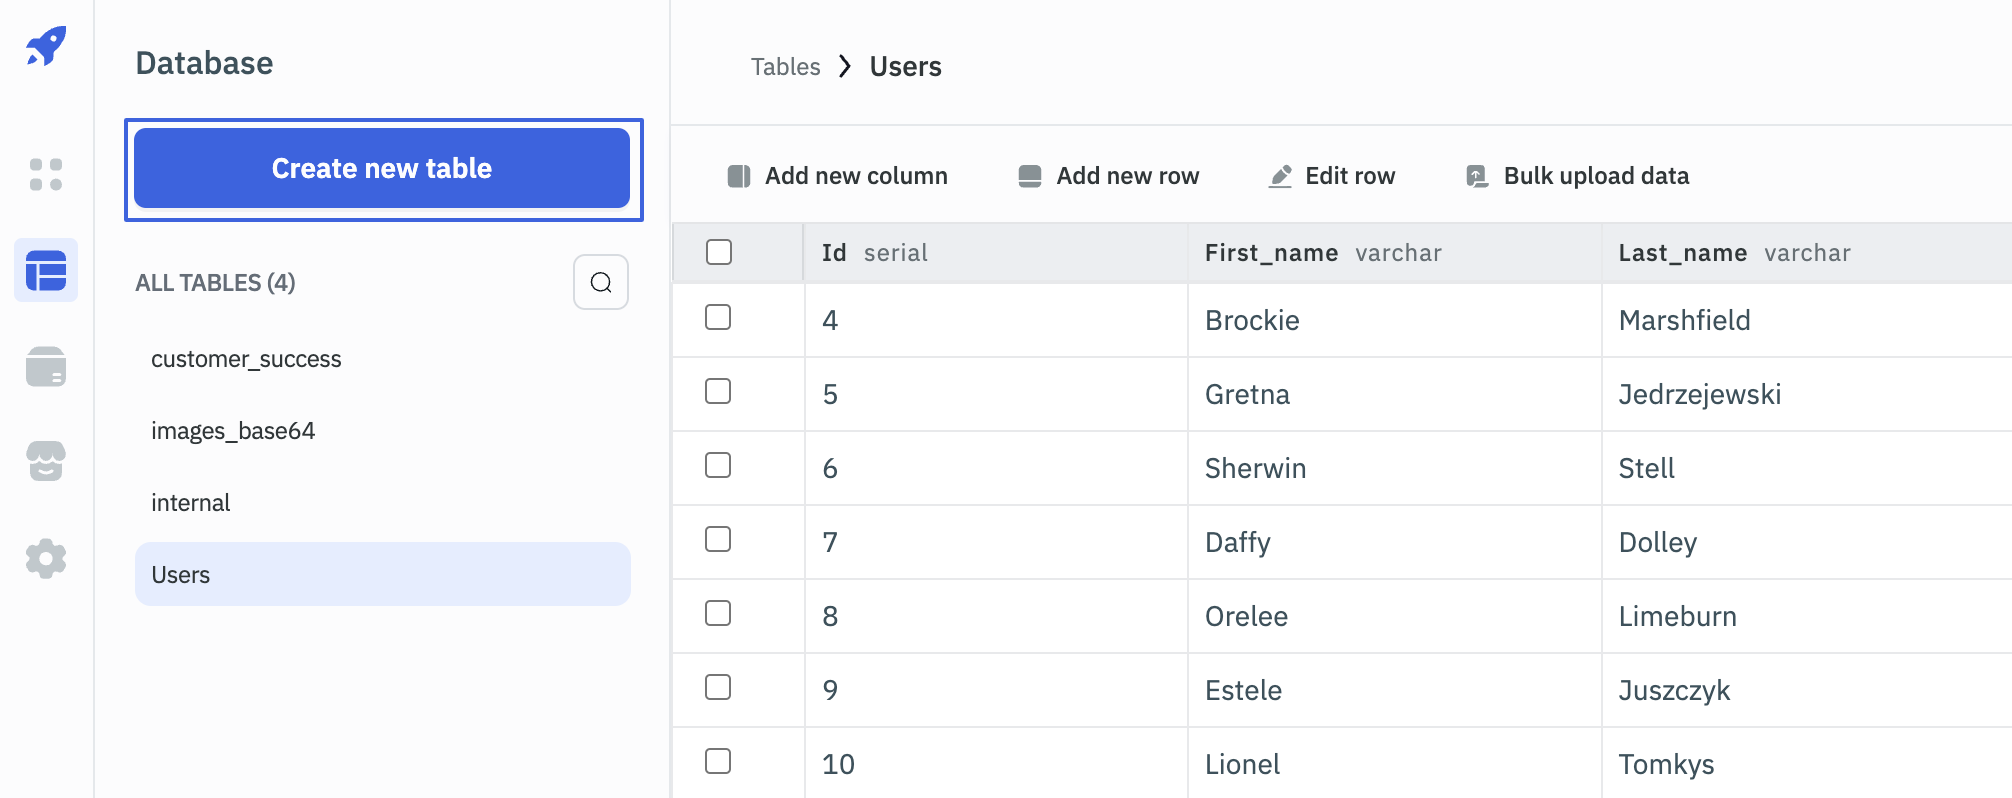 Database
Create new table
ALL TABLES (4)
customer_success
images_base64
internal
Users
Tables > Users
Add new column Add new row Edit row Bulk upload data
Id serial First_name varchar Last_name varchar
4 Brockie Marshfield
5 Gretna Jedrzejewski
6 Sherwin Stell
7 Daffy Dolley
8 Orelee Limeburn
9 Estele Juszczyk
10 Lionel Tomkys